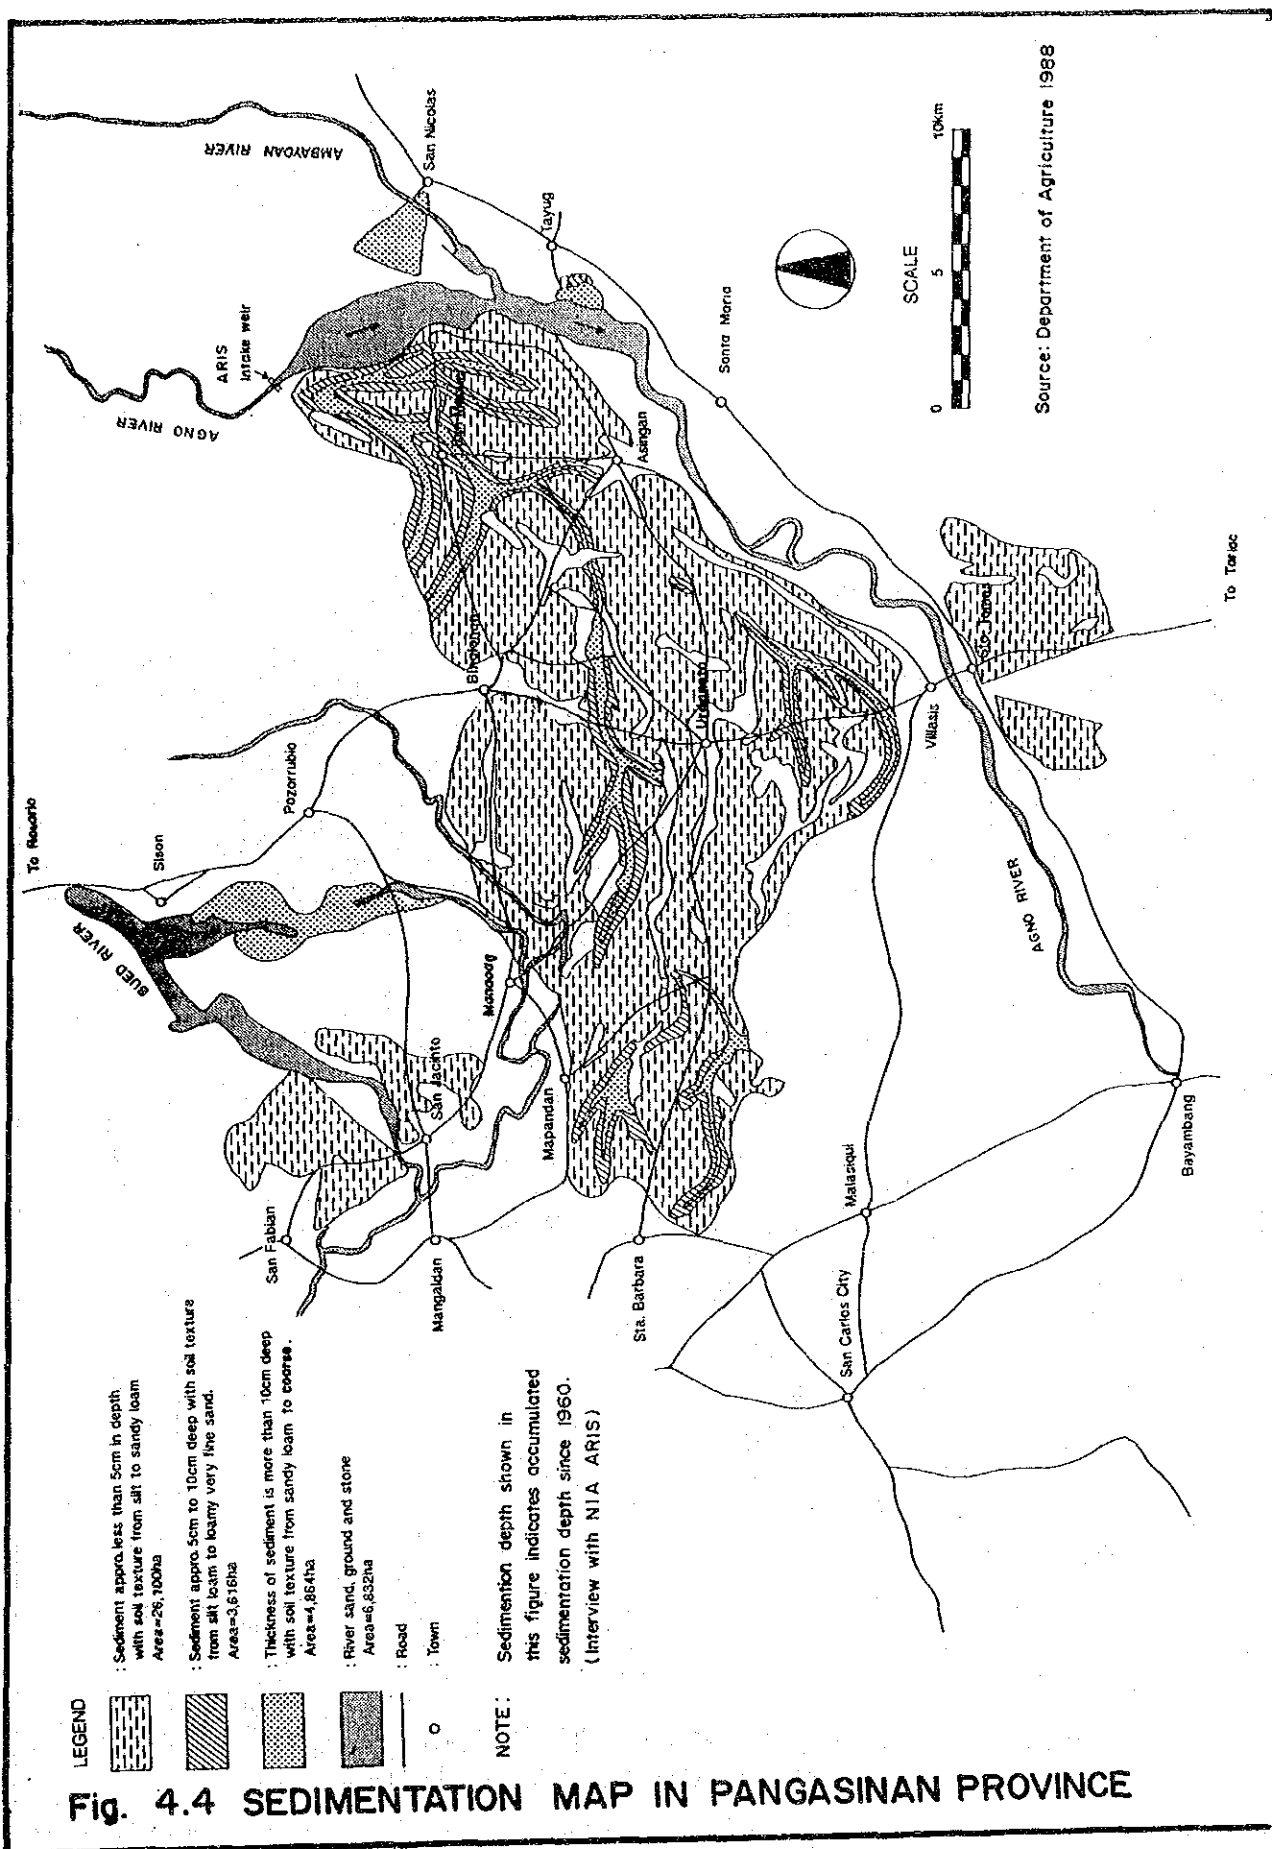 LEGEND
: Sediment appro. less than 5cm in depth
with soil texture from silt to sandy loam
Area=26,100ha
: Sediment appro. 5cm to 10cm deep with soil texture
from silt loam to loamy very fine sand.
Area=3,616ha
: Thickness of sediment is more than 10cm deep
with soil texture from sandy loam to coarse.
Area=4,864ha
: River sand, ground and stone
Area=6,832ha
: Road
: Town
NOTE :
Sedimention depth shown in
this figure indicates accumulated
sedimentation depth since 1960.
(Interview with NIA ARIS)
To Rosario
Sison
BUED RIVER
Pozorrubio
San Fabian
San Jacinto
Manaoag
Mangaldan
Mapandan
Binalonan
Sta. Barbara
Urdaneta
Malasiqui
San Carlos City
Bayambang
AGNO RIVER
Villasis
Sto. Tomas
To Tarlac
AGNO RIVER
ARIS
Intake weir
AMBAYOAN RIVER
San Nicolas
Tayug
Asingan
Santa Maria
SCALE
0 5 10km
Source: Department of Agriculture 1988
Fig. 4.4 SEDIMENTATION MAP IN PANGASINAN PROVINCE